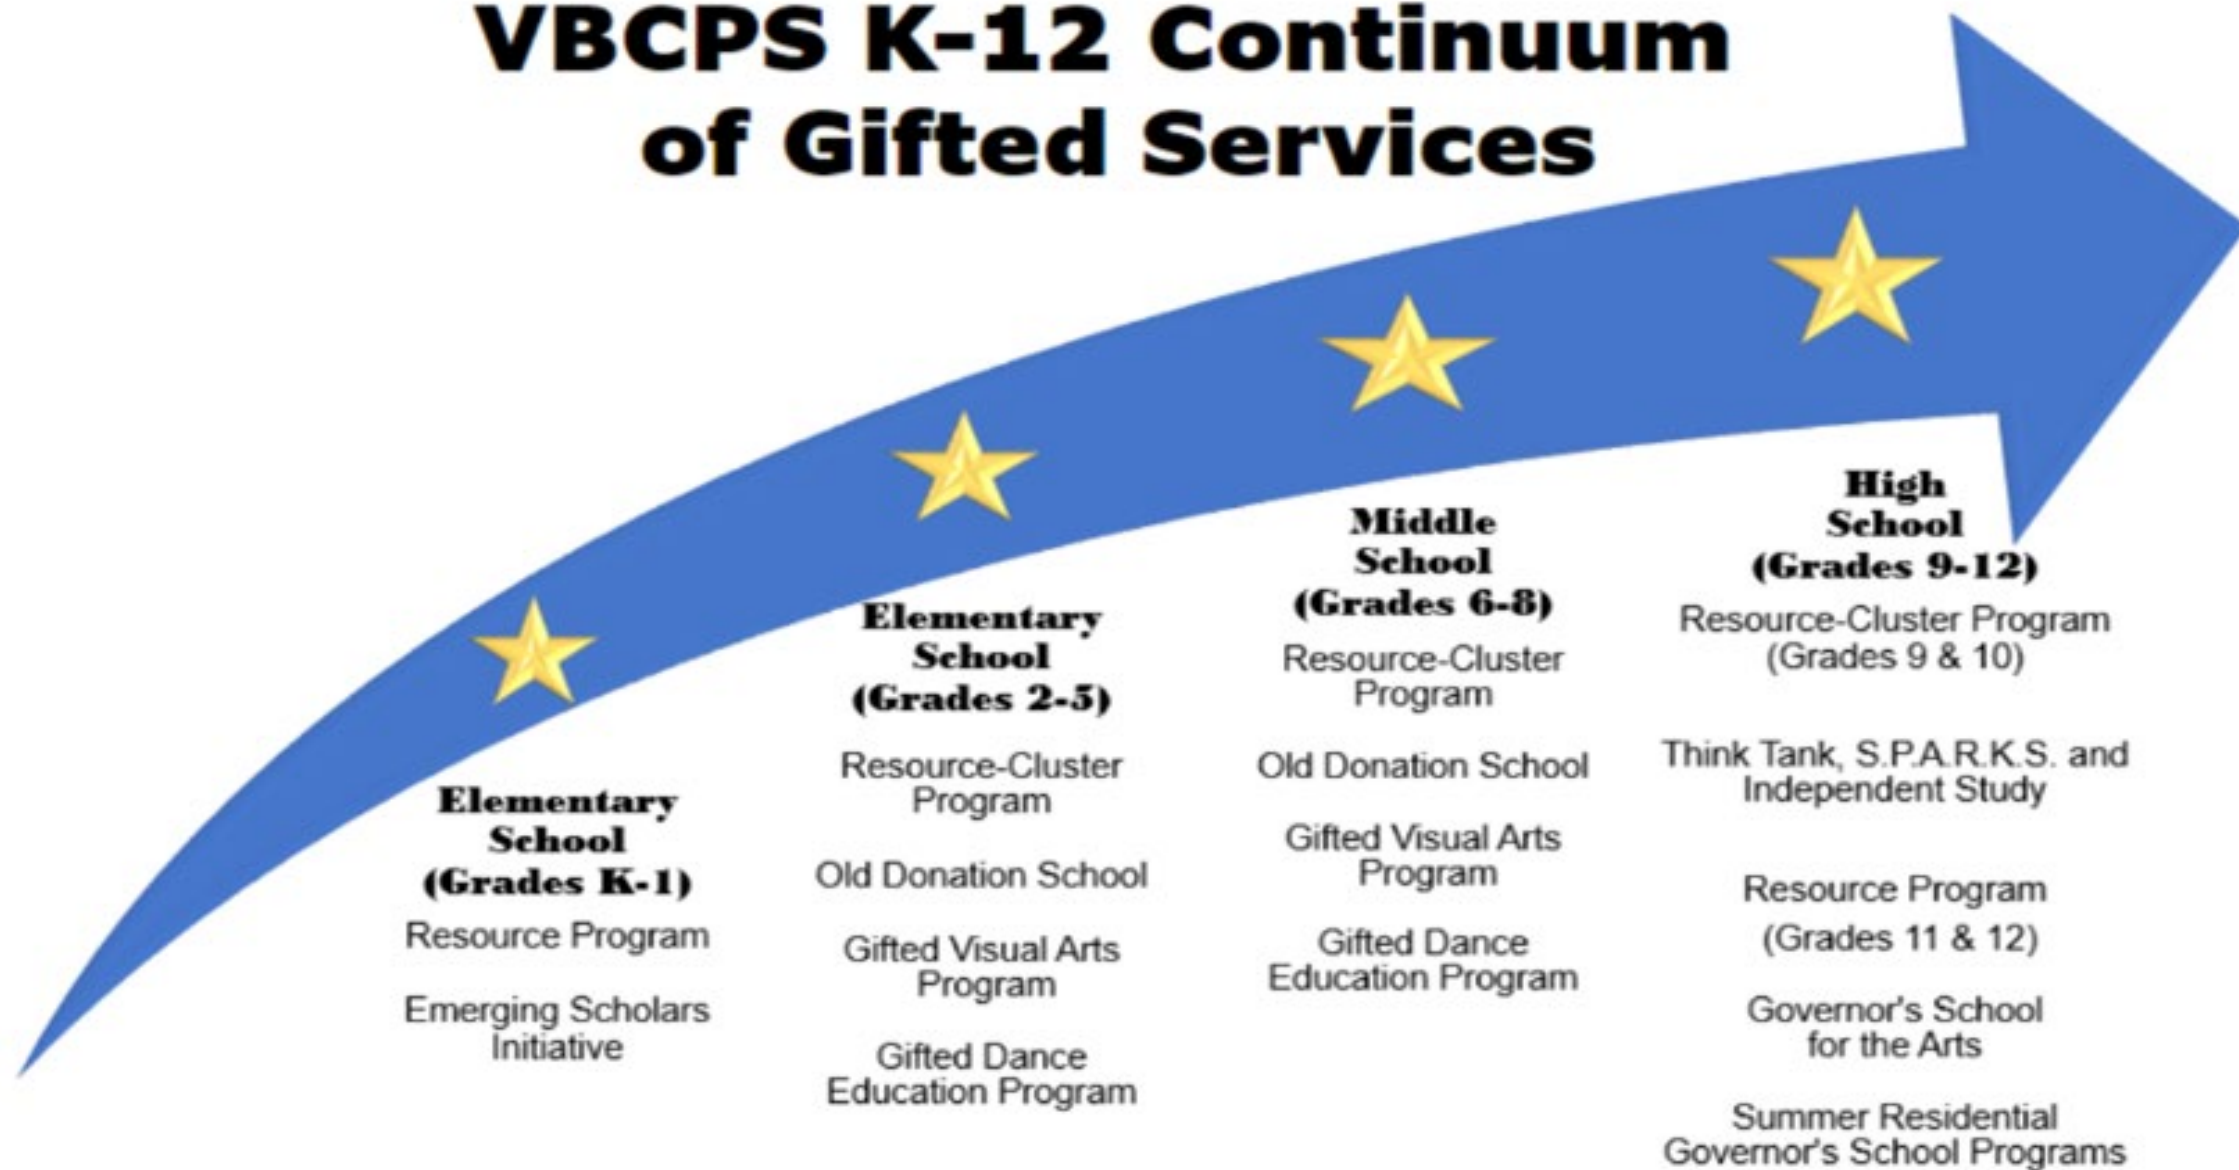 VBCPS K-12 Continuum
of Gifted Services
Elementary
School
(Grades K-1)
Resource Program
Emerging Scholars
Initiative
Elementary
School
(Grades 2-5)
Resource-Cluster
Program
Old Donation School
Gifted Visual Arts
Program
Gifted Dance
Education Program
Middle
School
(Grades 6-8)
Resource-Cluster
Program
Old Donation School
Gifted Visual Arts
Program
Gifted Dance
Education Program
High
School
(Grades 9-12)
Resource-Cluster Program
(Grades 9 & 10)
Think Tank, S.P.A.R.K.S. and
Independent Study
Resource Program
(Grades 11 & 12)
Governor's School
for the Arts
Summer Residential
Governor's School Programs